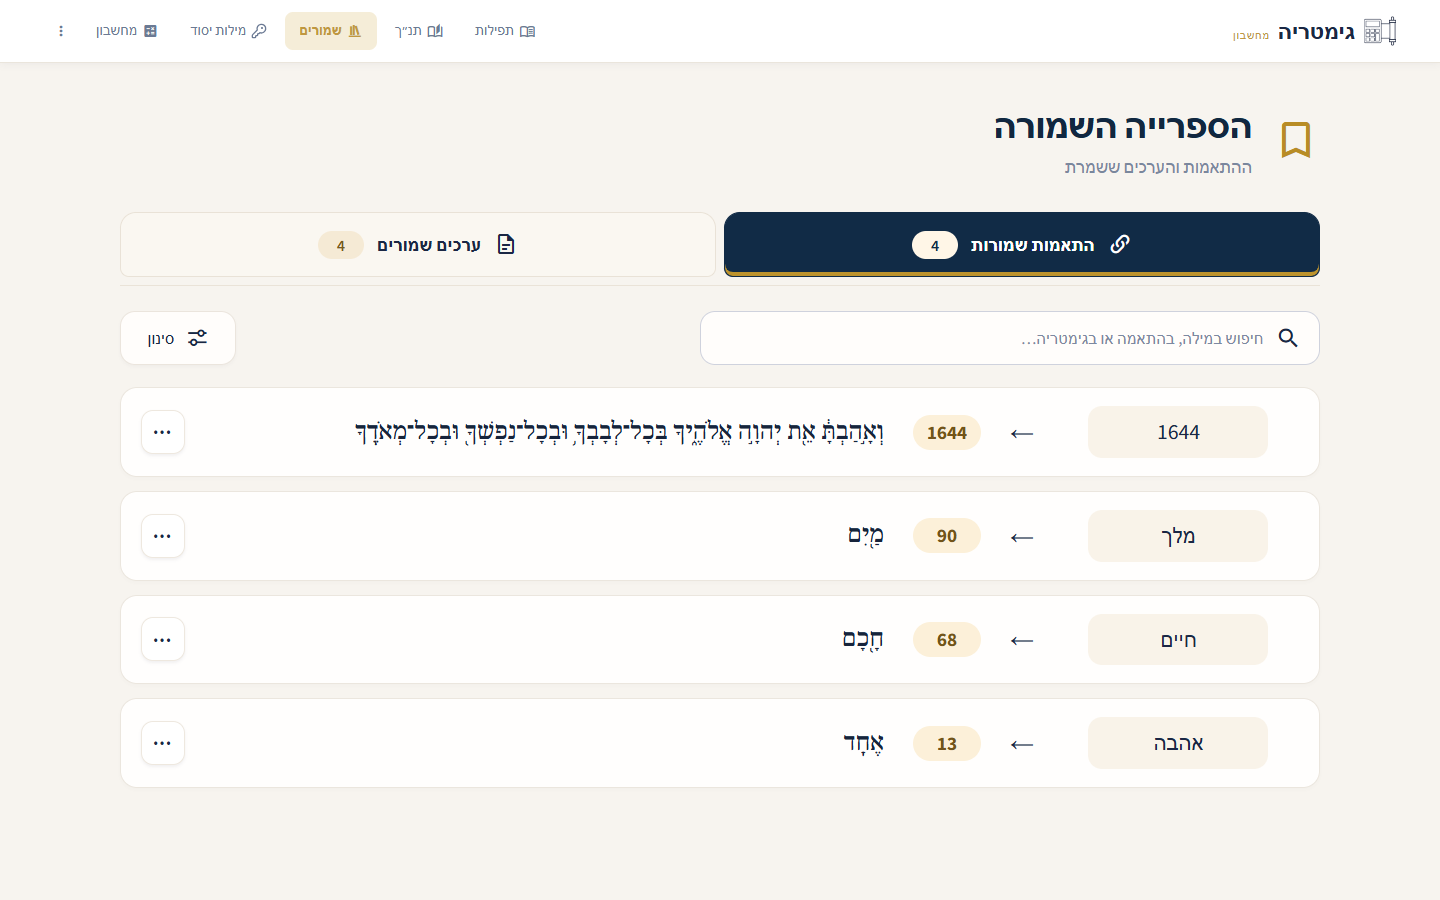 גימטריה מחשבון
תפילות
תנ״ך
שמורים
מילות יסוד
מחשבון
הספרייה השמורה
ההתאמות והערכים ששמרת
התאמות שמורות 4
ערכים שמורים 4
חיפוש במילה, בהתאמה או בגימטריה...
סינון
1644 ← 1644 וְאָ֣הַבְתָּ֔ אֵ֖ת יְהוָ֣ה אֱלֹהֶ֑יךָ בְּכָל־לְבָבְךָ֥ וּבְכָל־נַפְשְׁךָ֖ וּבְכָל־מְאֹדֶֽךָ
מלך ← 90 מַ֖יִם
חיים ← 68 חָ֖כָם
אהבה ← 13 אֶחָֽד